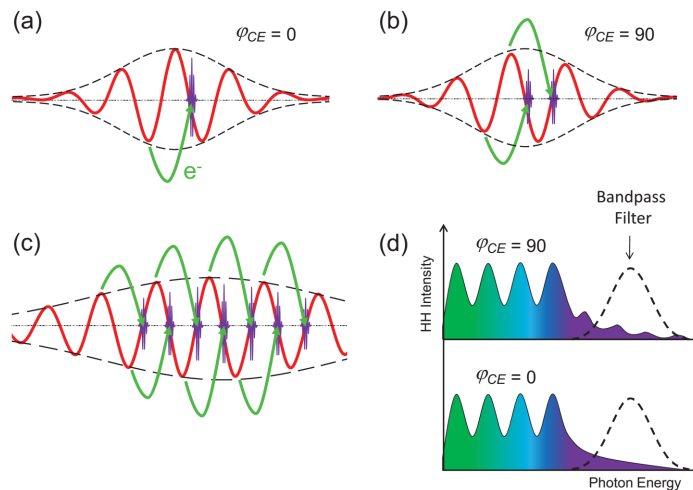 (a)
φCE = 0
e-
(b)
φCE = 90
(c)
(d)
Bandpass
Filter
φCE = 90
HH Intensity
φCE = 0
Photon Energy